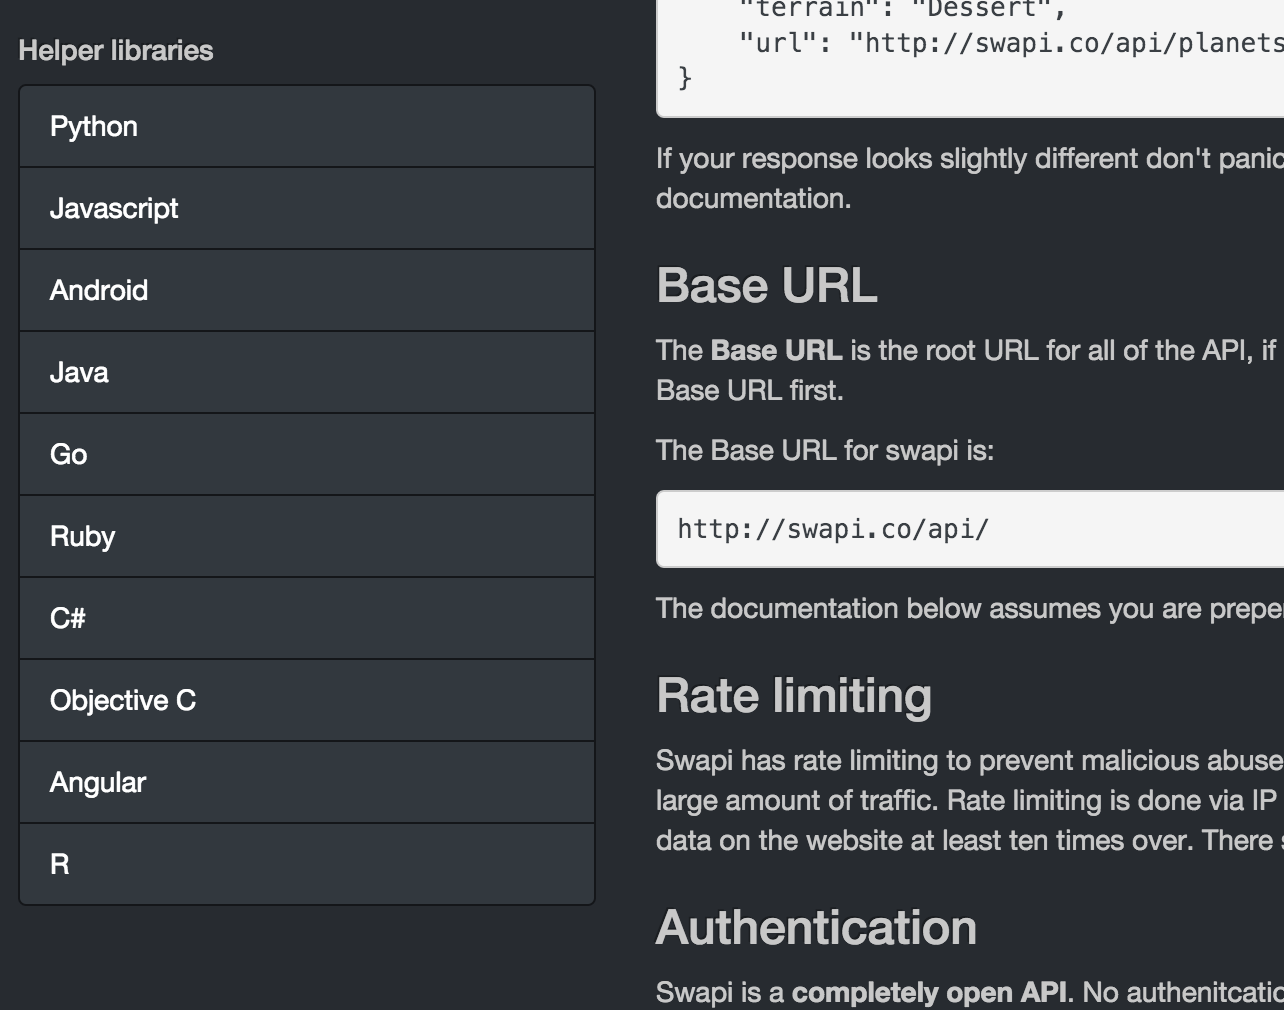 Helper libraries
Python
Javascript
Android
Java
Go
Ruby
C#
Objective C
Angular
R
"terrain": "Dessert",
"url": "http://swapi.co/api/planets
}
If your response looks slightly different don't panic
documentation.
Base URL
The Base URL is the root URL for all of the API, if
Base URL first.
The Base URL for swapi is:
http://swapi.co/api/
The documentation below assumes you are preper
Rate limiting
Swapi has rate limiting to prevent malicious abuse
large amount of traffic. Rate limiting is done via IP
data on the website at least ten times over. There
Authentication
Swapi is a completely open API. No authenitcatio